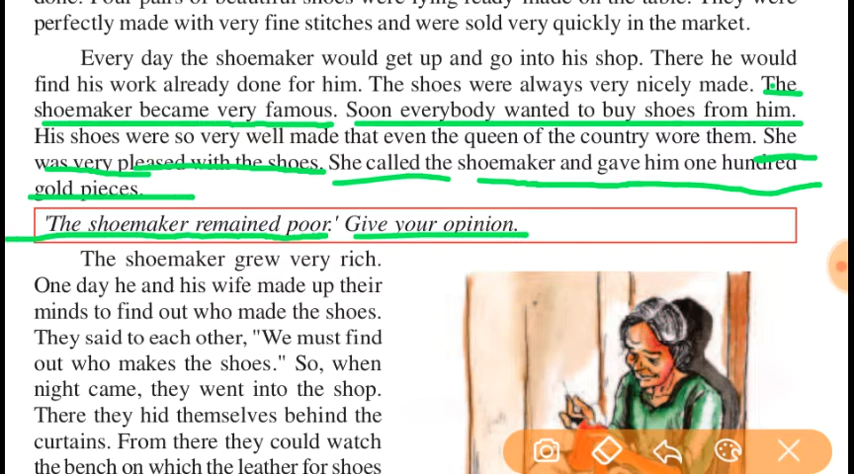 perfectly made with very fine stitches and were sold very quickly in the market.
Every day the shoemaker would get up and go into his shop. There he would
find his work already done for him. The shoes were always very nicely made. The
shoemaker became very famous. Soon everybody wanted to buy shoes from him.
His shoes were so very well made that even the queen of the country wore them. She
was very pleased with the shoes. She called the shoemaker and gave him one hundred
gold pieces.
'The shoemaker remained poor.' Give your opinion.
The shoemaker grew very rich.
One day he and his wife made up their
minds to find out who made the shoes.
They said to each other, "We must find
out who makes the shoes." So, when
night came, they went into the shop.
There they hid themselves behind the
curtains. From there they could watch
the bench on which the leather for shoes